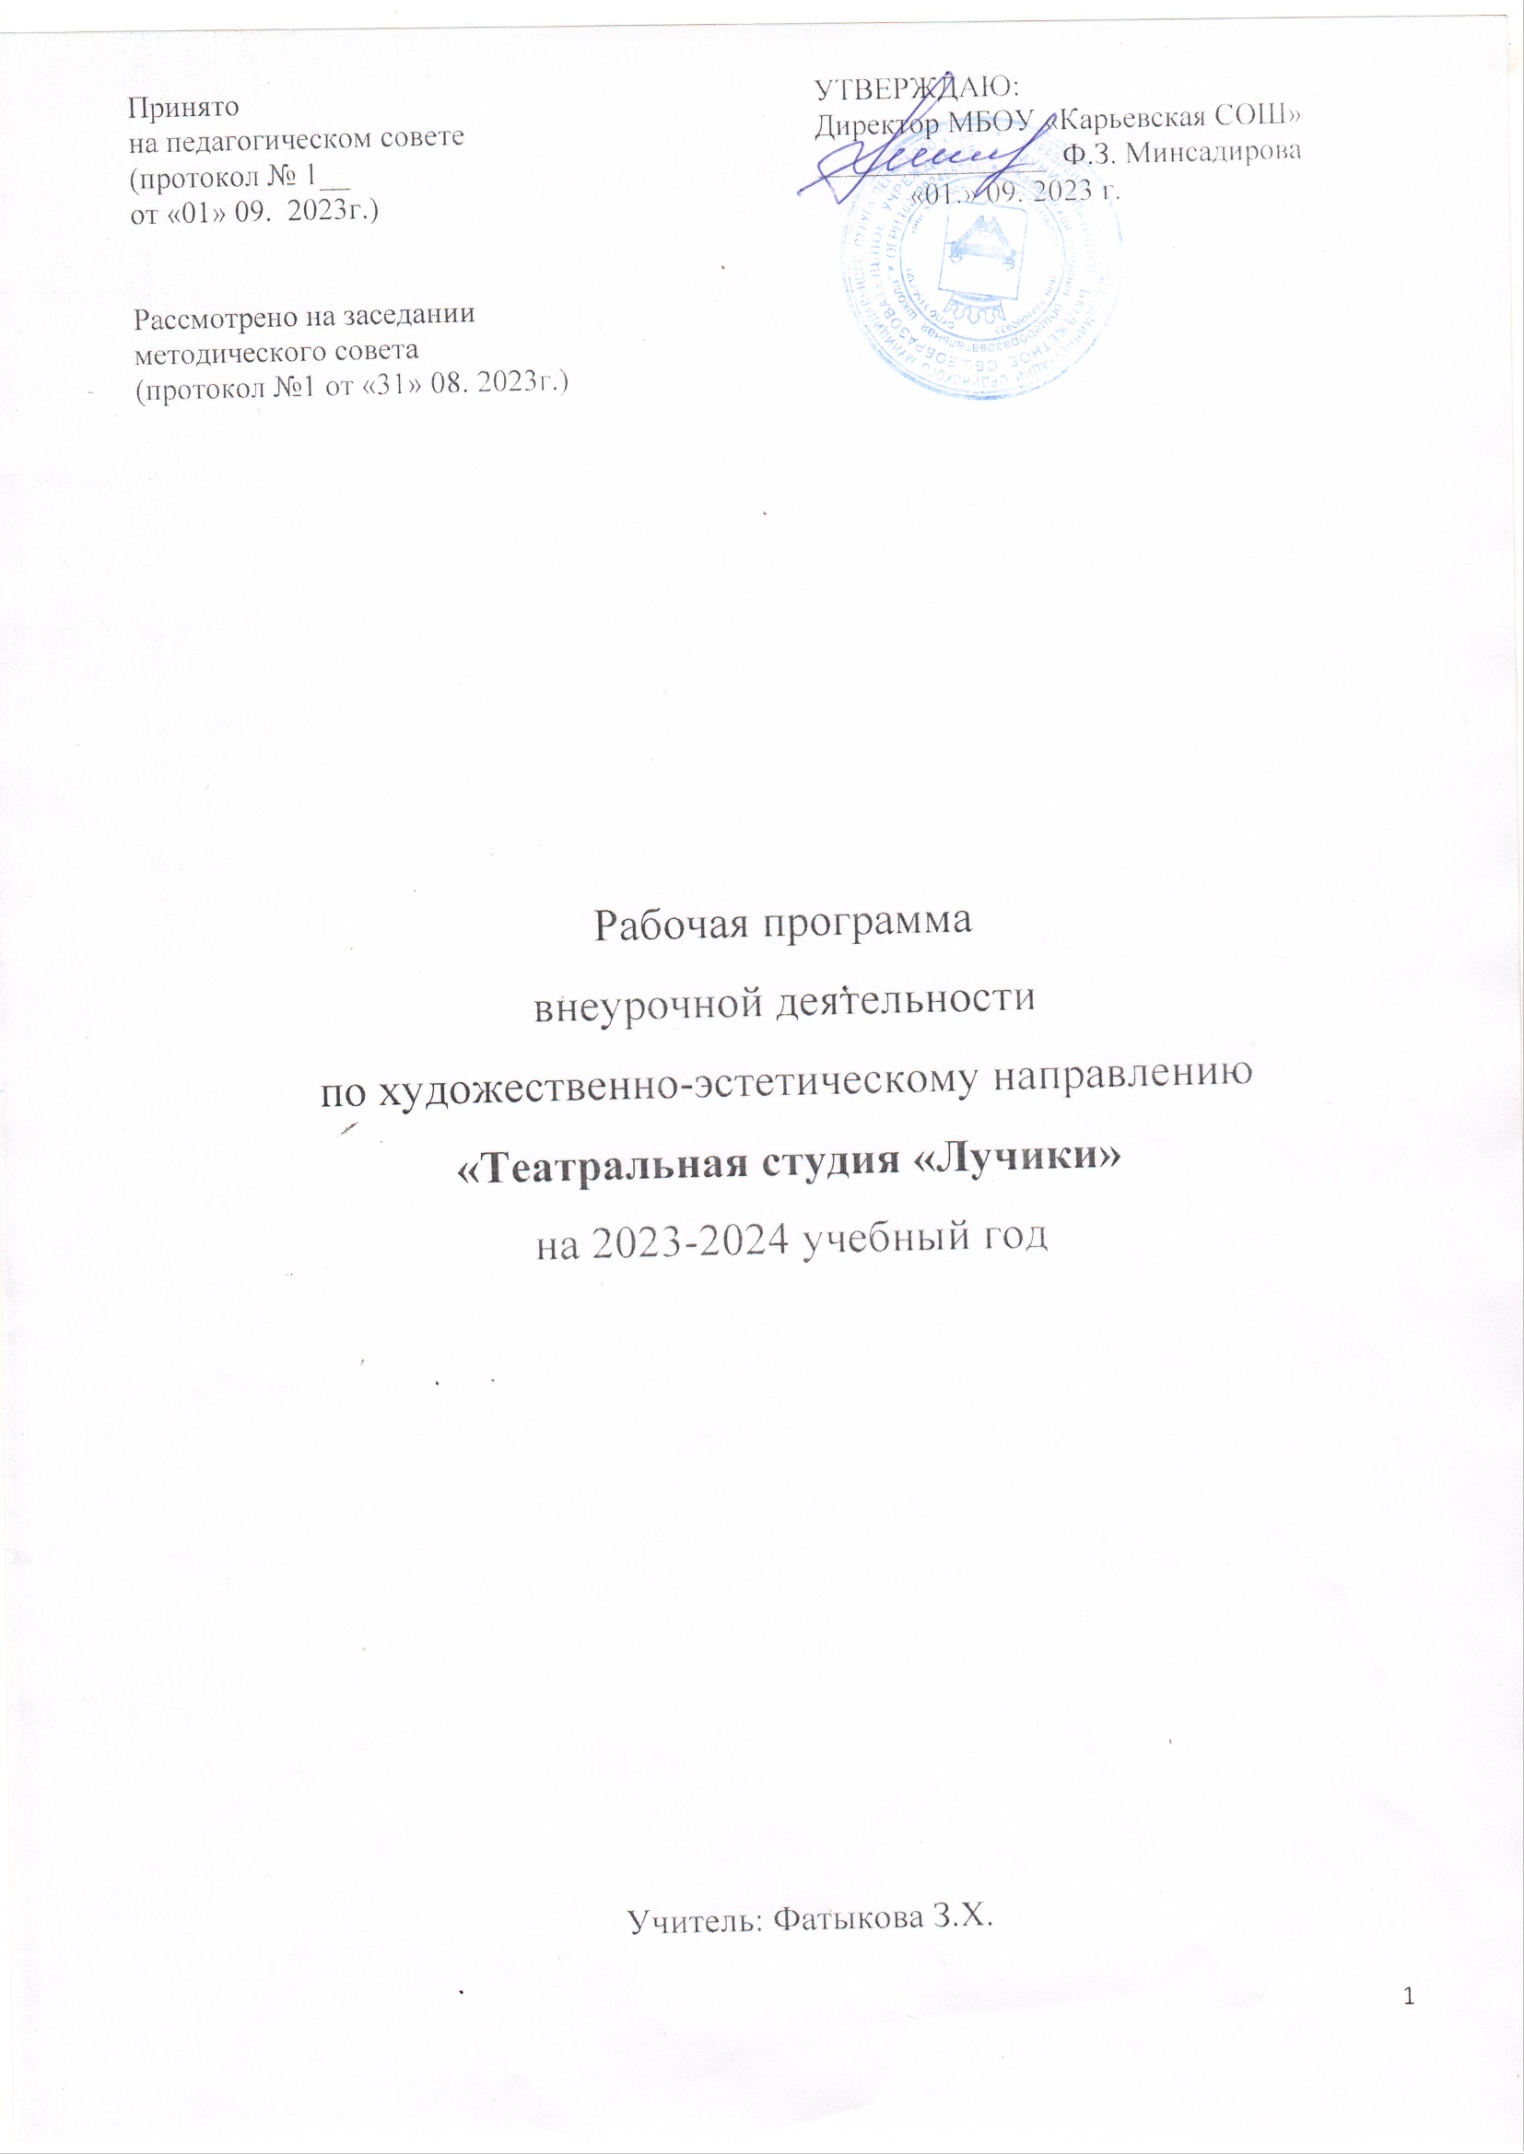 Принято
на педагогическом совете
(протокол № 1__
от «01» 09. 2023г.)
Рассмотрено на заседании
методического совета
(протокол №1 от «31» 08. 2023г.)
УТВЕРЖДАЮ:
Директор МБОУ «Карьевская СОШ»
Ф.З. Минсадирова
«01.» 09. 2023 г.
Рабочая программа
внеурочной деятельности
по художественно-эстетическому направлению
«Театральная студия «Лучики»
на 2023-2024 учебный год
Учитель: Фатыкова З.Х.
1